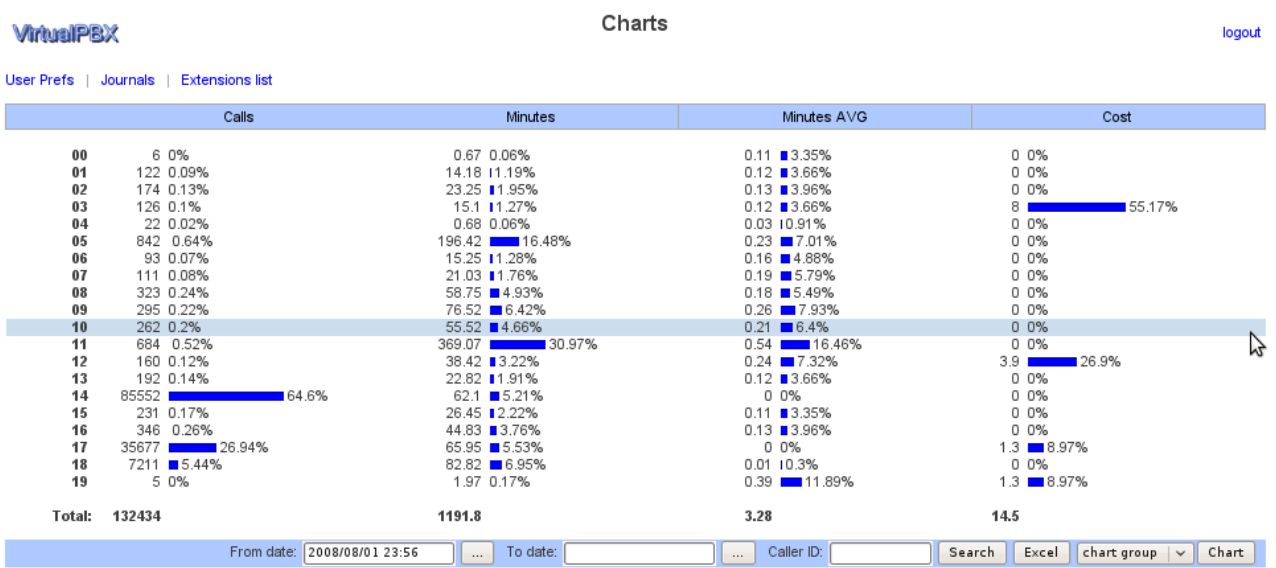 VirtualPBX
Charts
logout
User Prefs | Journals | Extensions list
Calls Minutes Minutes AVG Cost
00 6 0% 0.67 0.06% 0.11 3.35% 0 0%
01 122 0.09% 14.18 1.19% 0.12 3.66% 0 0%
02 174 0.13% 23.25 1.95% 0.13 3.96% 0 0%
03 126 0.1% 15.1 1.27% 0.12 3.66% 8 55.17%
04 22 0.02% 0.68 0.06% 0.03 0.91% 0 0%
05 842 0.64% 196.42 16.48% 0.23 7.01% 0 0%
06 93 0.07% 15.25 1.28% 0.16 4.88% 0 0%
07 111 0.08% 21.03 1.76% 0.19 5.79% 0 0%
08 323 0.24% 58.75 4.93% 0.18 5.49% 0 0%
09 295 0.22% 76.52 6.42% 0.26 7.93% 0 0%
10 262 0.2% 55.52 4.66% 0.21 6.4% 0 0%
11 684 0.52% 369.07 30.97% 0.54 16.46% 0 0%
12 160 0.12% 38.42 3.22% 0.24 7.32% 3.9 26.9%
13 192 0.14% 22.82 1.91% 0.12 3.66% 0 0%
14 85552 64.6% 62.1 5.21% 0 0% 0 0%
15 231 0.17% 26.45 2.22% 0.11 3.35% 0 0%
16 346 0.26% 44.83 3.76% 0.13 3.96% 0 0%
17 35677 26.94% 65.95 5.53% 0 0% 1.3 8.97%
18 7211 5.44% 82.82 6.95% 0.01 0.3% 0 0%
19 5 0% 1.97 0.17% 0.39 11.89% 1.3 8.97%
Total: 132434 1191.8 3.28 14.5
From date: 2008/08/01 23:56 ... To date: ... Caller ID: Search Excel chart group Chart